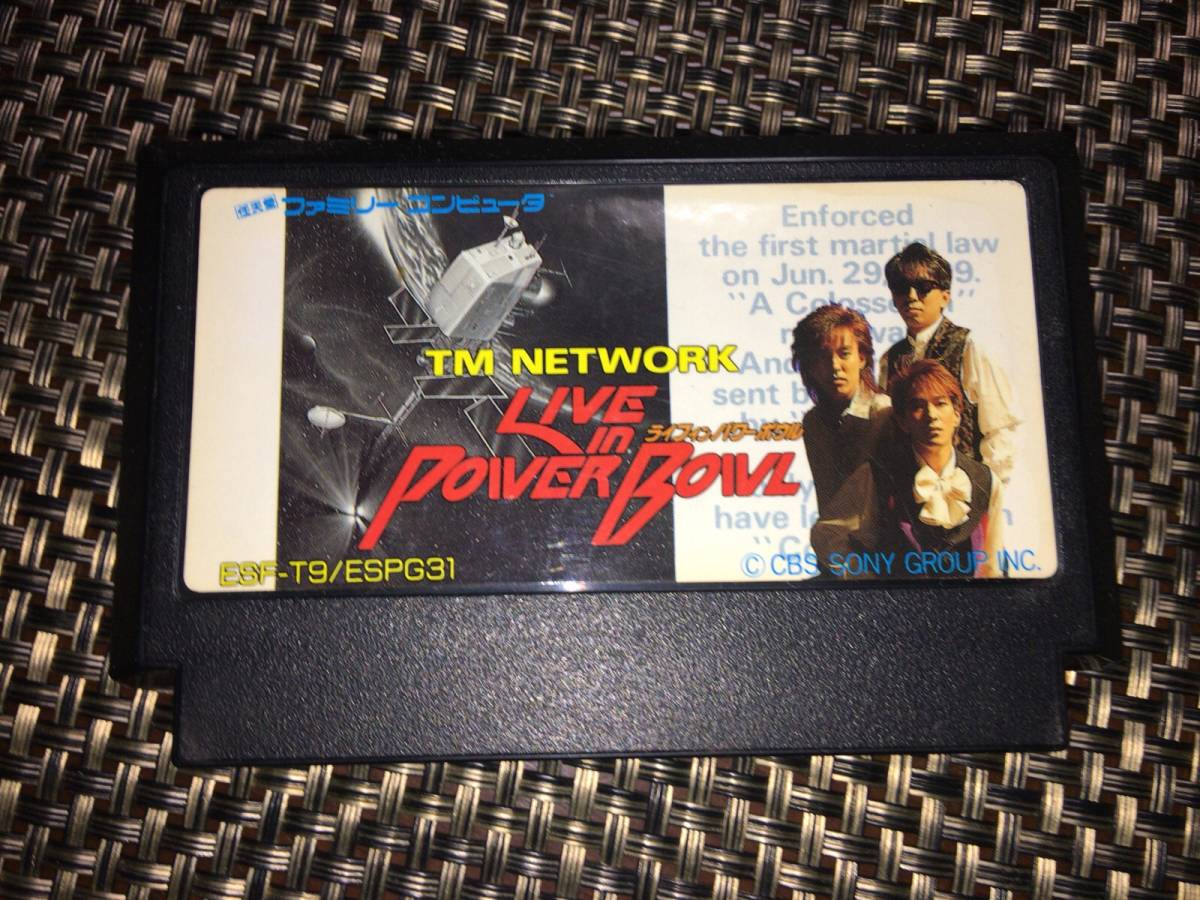 任天堂 ファミリーコンピュータ
Enforced
the first martial law
on Jun. 29,
"A
TM NETWORK
And
LIVE
sent
in
ライブインパワーボウル
POWER BOWL
have
ESF-T9/ESPG31
© CBS SONY GROUP INC.